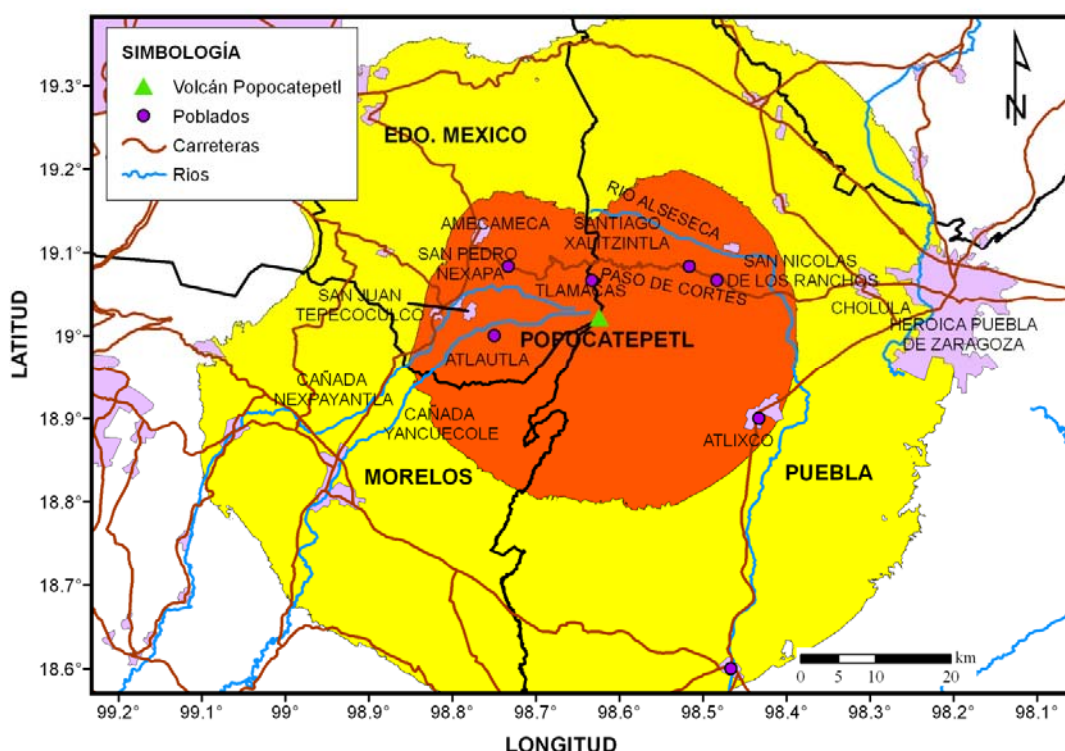 SIMBOLOGÍA
Volcán Popocatepetl
Poblados
Carreteras
Rios
N
LATITUD
19.3
19.2
19.1
19
18.9
18.8
18.7
18.6
EDO. MEXICO
RIO ALSESECA
AMECAMECA
SANTIAGO
XALITZINTLA
SAN PEDRO
NEXAPA
SAN NICOLAS
DE LOS RANCHOS
TLAMACAS
PASO DE CORTÉS
SAN JUAN
TEPECOCULCO
CHOLULA
HEROICA PUEBLA
DE ZARAGOZA
POPOCATEPETL
ATLAUTLA
CAÑADA
NEXPAYANTLA
CAÑADA
YANCUECOLE
ATLIXCO
MORELOS
PUEBLA
km
0 5 10 20
99.2 99.1 99' 98.9 98.8 98.7 98.6 98.5 98.4 98.3 98.2 98.1
LONGITUD